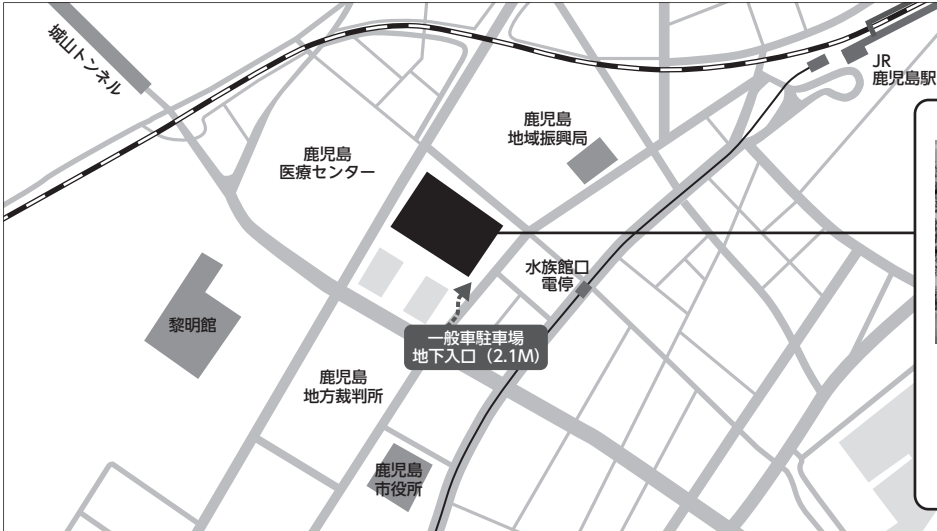 城山トンネル
JR
鹿児島駅
鹿児島
地域振興局
鹿児島
医療センター
水族館口
電停
黎明館
一般車駐車場
地下入口（2.1M）
鹿児島
地方裁判所
鹿児島
市役所